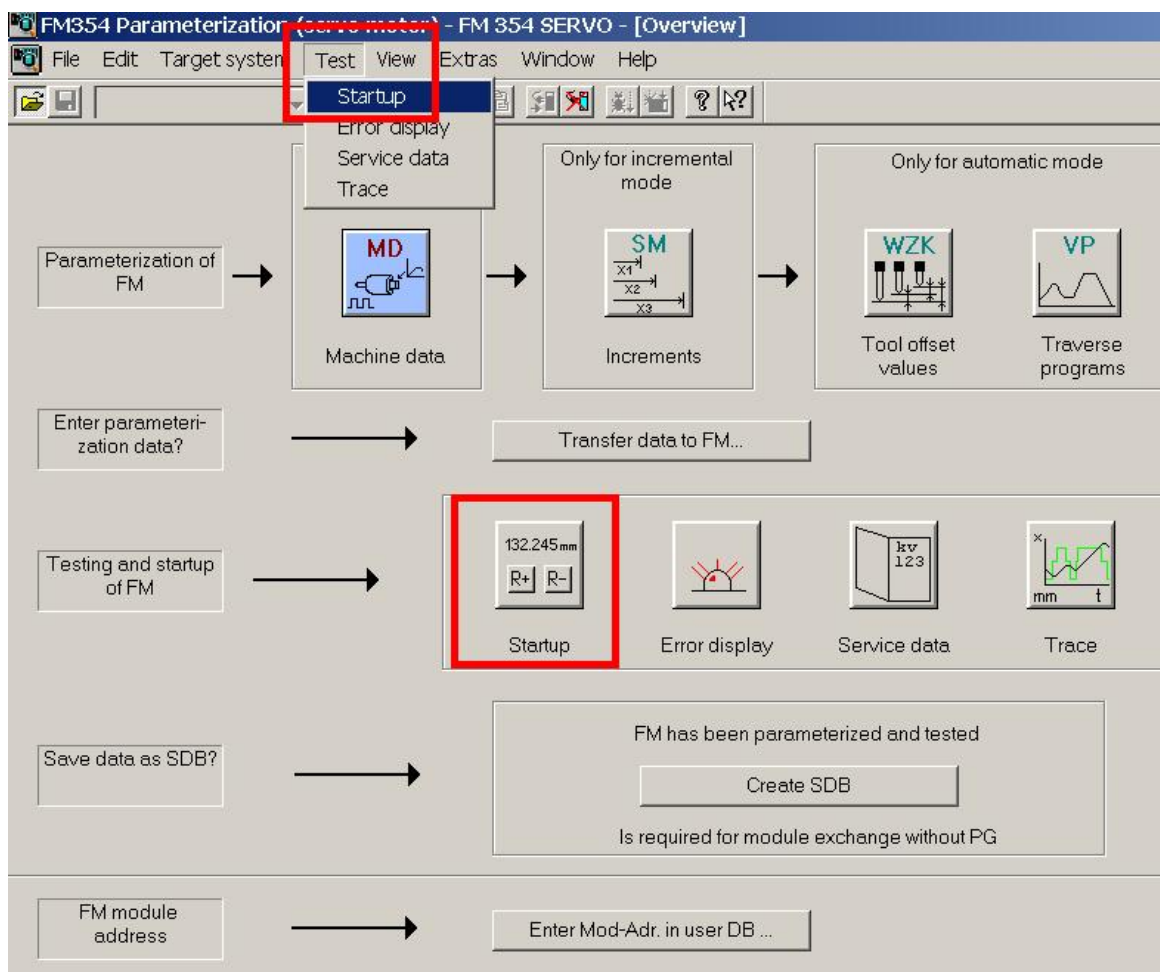 FM354 Parameterization (servo motor) - FM 354 SERVO - [Overview]
File Edit Target system Test View Extras Window Help
Startup
Error display
Service data
Trace
Only for incremental
mode
Only for automatic mode
Parameterization of
FM
MD
Machine data
SM
X1
X2
X3
Increments
WZK
Tool offset
values
VP
Traverse
programs
Enter parameteri-
zation data?
Transfer data to FM...
Testing and startup
of FM
132.245mm
R+ R-
Startup
Error display
kv
123
Service data
x
mm t
Trace
Save data as SDB?
FM has been parameterized and tested
Create SDB
Is required for module exchange without PG
FM module
address
Enter Mod-Adr. in user DB ...